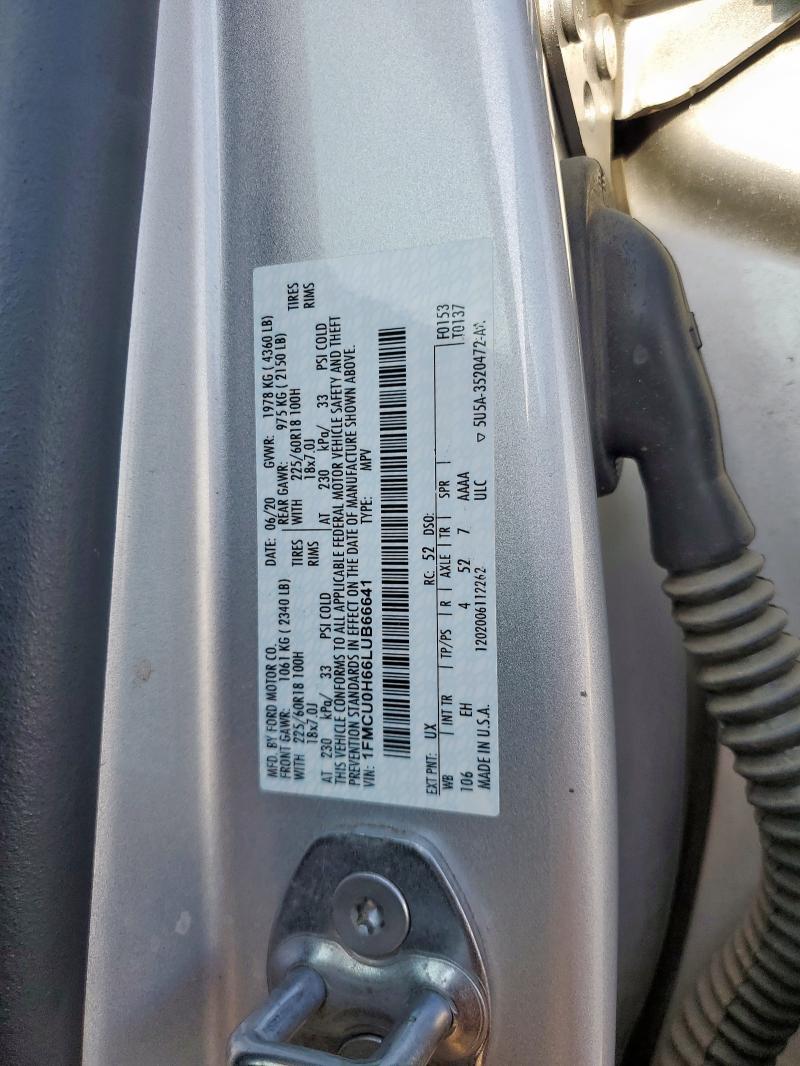 MFD. BY FORD MOTOR CO. DATE: 06/20 GVWR: 1978 KG ( 4360 LB)
FRONT GAWR: 1061 KG ( 2340 LB) REAR GAWR: 975 KG ( 2150 LB)
WITH 225/60R18 100H TIRES WITH 225/60R18 100H TIRES
18x7.0J RIMS 18x7.0J RIMS
AT 230 kPa/ 33 PSI COLD AT 230 kPa/ 33 PSI COLD
THIS VEHICLE CONFORMS TO ALL APPLICABLE FEDERAL MOTOR VEHICLE SAFETY AND THEFT
PREVENTION STANDARDS IN EFFECT ON THE DATE OF MANUFACTURE SHOWN ABOVE.
VIN: 1FMCU0H66LUB66641 TYPE: MPV
EXT PNT: UX RC: 52 DSO: F0153
WB INT TR TP/PS R AXLE TR SPR T0137
106 EH 4 52 7 AAAA
MADE IN U.S.A. 1202006112262 ULC 5U5A-3520472-AA